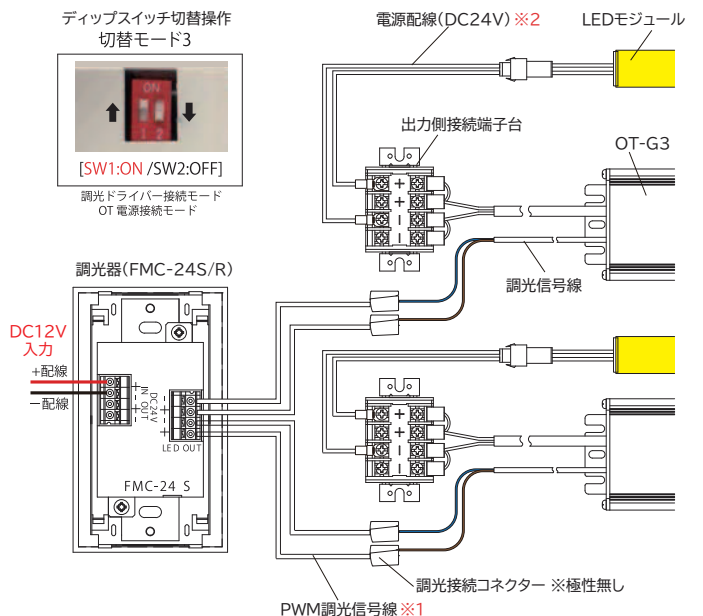 ディップスイッチ切替操作
切替モード3
ON
1 2
[SW1:ON /SW2:OFF]
調光ドライバー接続モード
OT 電源接続モード
電源配線(DC24V) ※2
LEDモジュール
出力側接続端子台
OT-G3
調光信号線
調光器(FMC-24S/R)
DC12V
入力
+配線
ー配線
IN OUT
DC24V
LED OUT
FMC-24 S
調光接続コネクター ※極性無し
PWM調光信号線 ※1